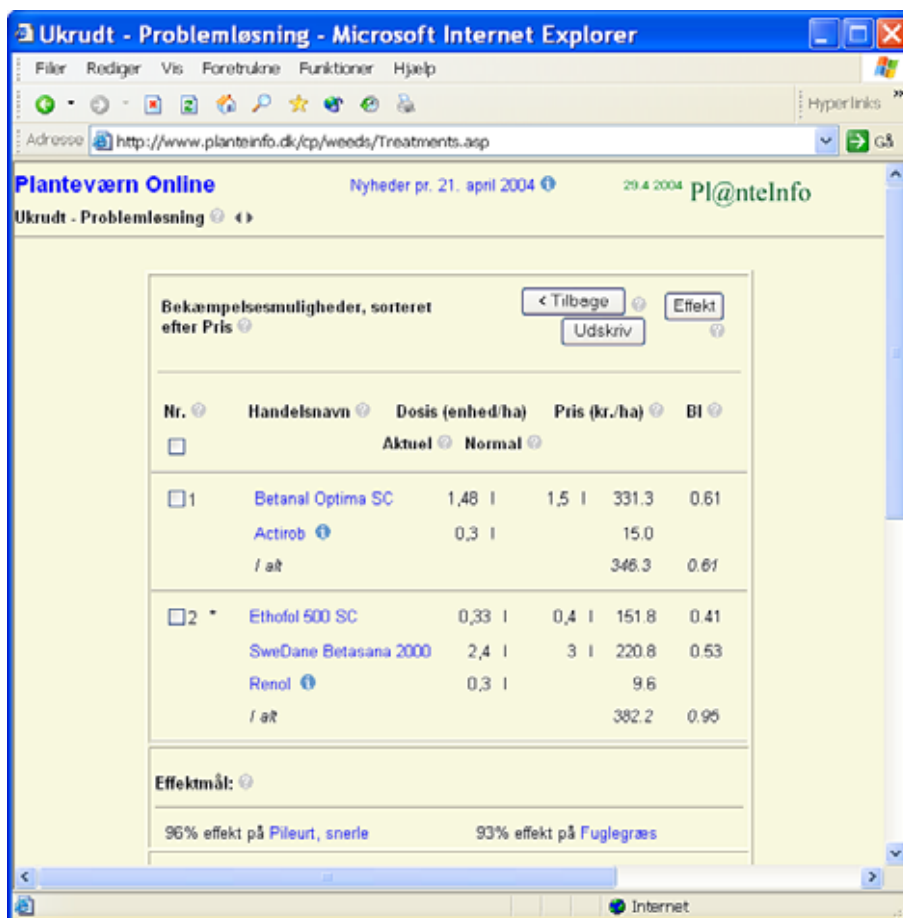 Ukrudt - Problemløsning - Microsoft Internet Explorer
Filer Rediger Vis Foretrukne Funktioner Hjælp
Hyperlinks »
Adresse http://www.planteinfo.dk/cp/weeds/Treatments.asp Gå
Planteværn Online Nyheder pr. 21. april 2004 29.4 2004 Pl@nteInfo
Ukrudt - Problemløsning
Bekæmpelsesmuligheder, sorteret < Tilbage Effekt
efter Pris Udskriv
Nr. Handelsnavn Dosis (enhed/ha) Pris (kr./ha) BI
Aktuel Normal
1 Betanal Optima SC 1,48 l 1,5 l 331.3 0.61
Actirob 0,3 l 15.0
I alt 346.3 0.61
2 * Ethofol 500 SC 0,33 l 0,4 l 151.8 0.41
SweDane Betasana 2000 2,4 l 3 l 220.8 0.53
Renol 0,3 l 9.6
I alt 382.2 0.95
Effektmål:
96% effekt på Pileurt, snerle 93% effekt på Fuglegræs
Internet